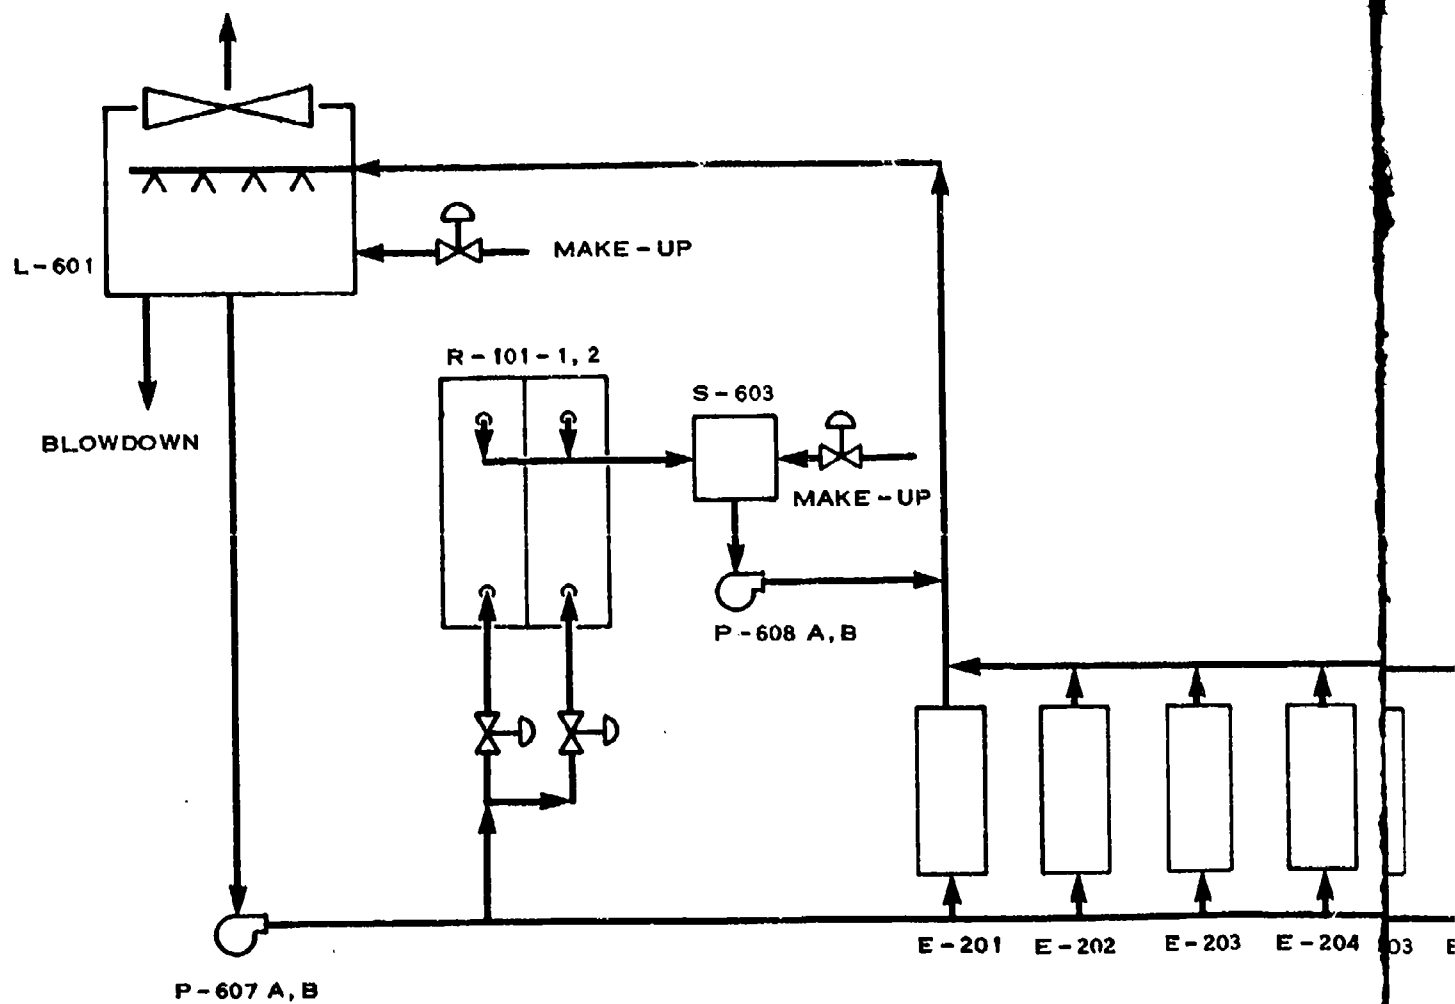 L-601
MAKE-UP
R-101-1, 2
S-603
BLOWDOWN
MAKE-UP
P-608 A, B
E-201
E-202
E-203
E-204
03
P-607 A, B